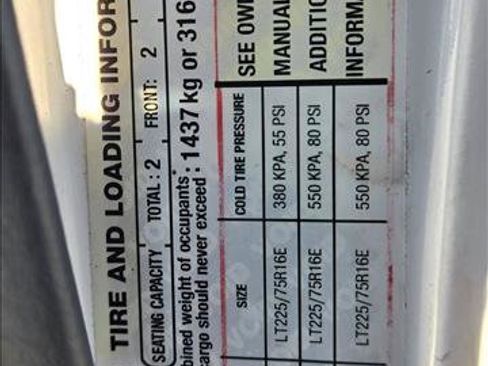 TIRE AND LOADING INFOR
SEATING CAPACITY TOTAL : 2 FRONT: 2
bined weight of occupants
cargo should never exceed : 1437 kg or 316
SIZE COLD TIRE PRESSURE SEE OW
LT225/75R16E 380 KPA, 55 PSI MANUAL
LT225/75R16E 550 KPA, 80 PSI ADDITIO
LT225/75R16E 550 KPA, 80 PSI INFORMA